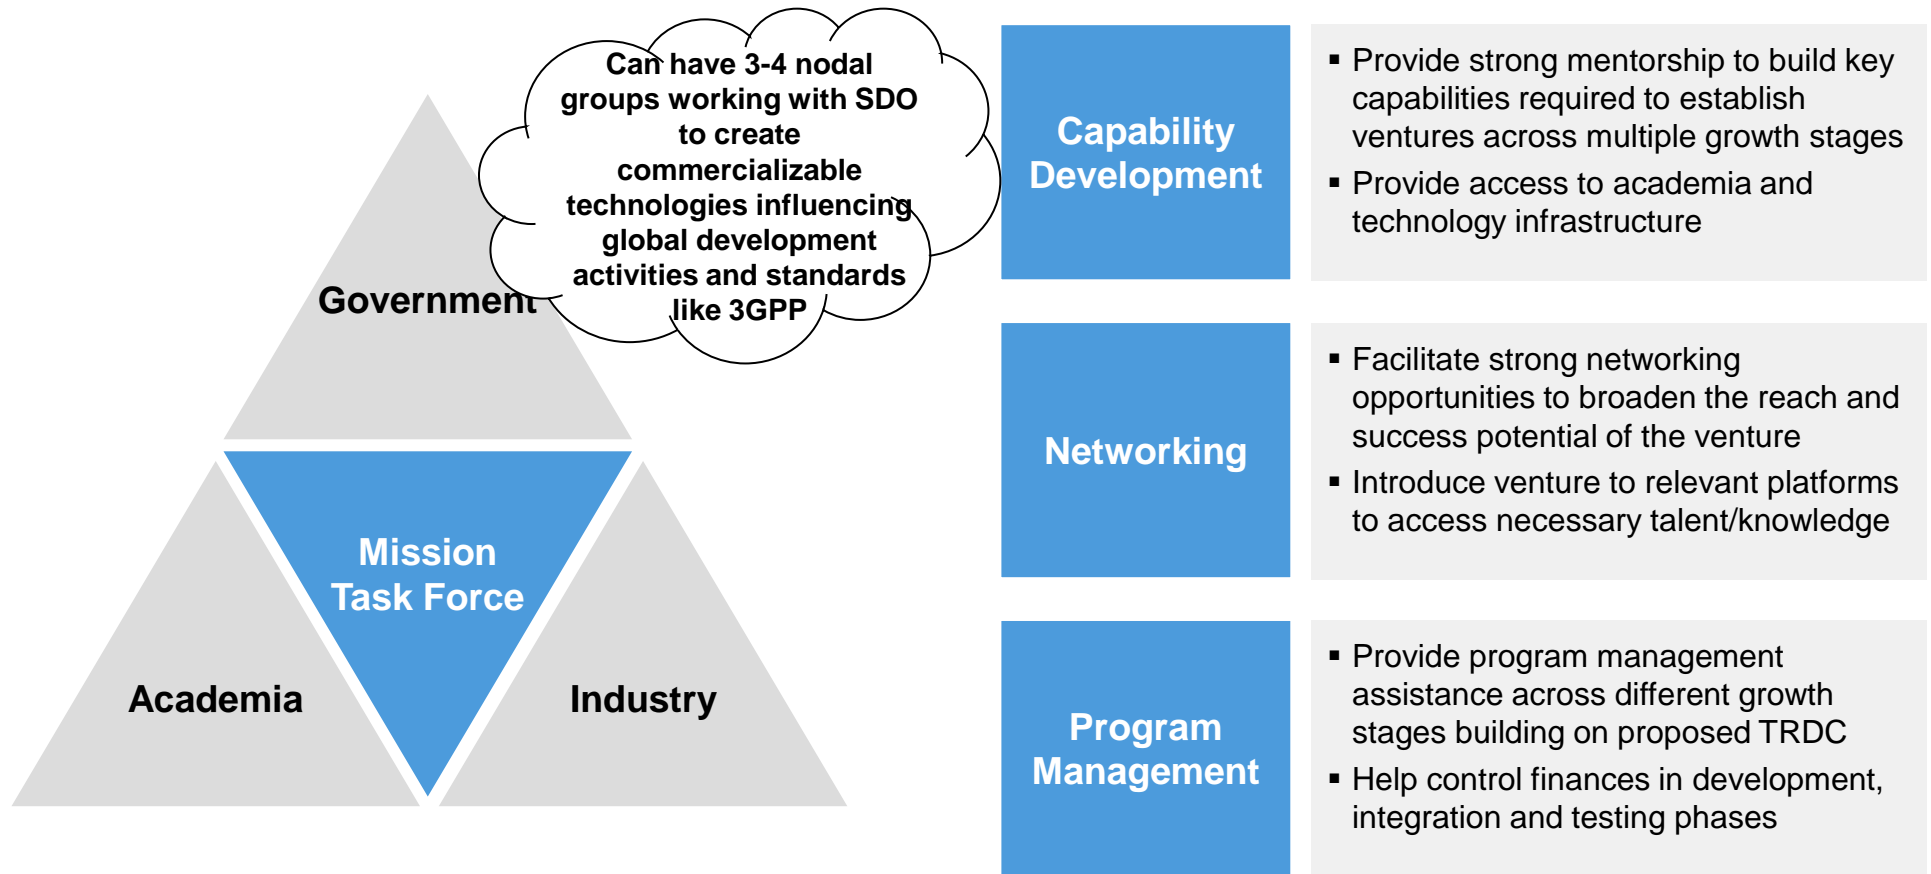 Can have 3-4 nodal
groups working with SDO
to create
commercializable
technologies influencing
global development
activities and standards
like 3GPP
Government
Mission
Task Force
Academia
Industry
Capability
Development
▪ Provide strong mentorship to build key
capabilities required to establish
ventures across multiple growth stages
▪ Provide access to academia and
technology infrastructure
Networking
▪ Facilitate strong networking
opportunities to broaden the reach and
success potential of the venture
▪ Introduce venture to relevant platforms
to access necessary talent/knowledge
Program
Management
▪ Provide program management
assistance across different growth
stages building on proposed TRDC
▪ Help control finances in development,
integration and testing phases